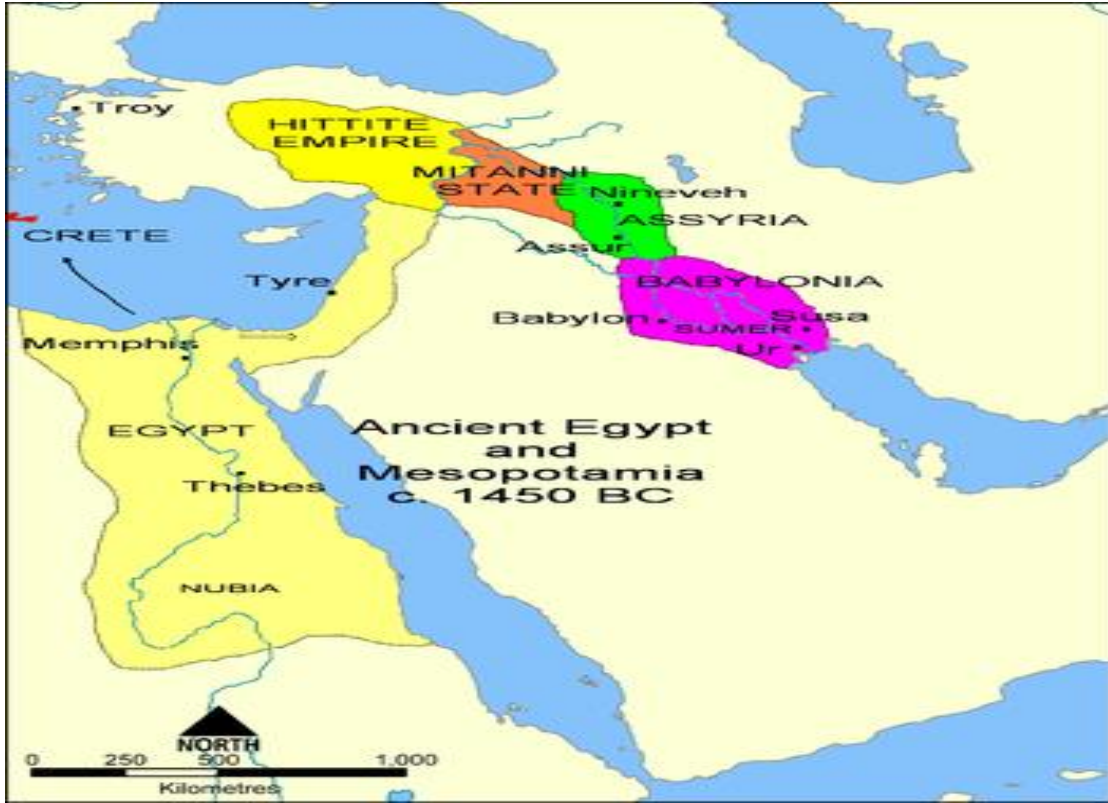 Troy
HITTITE
EMPIRE
MITANNI
STATE
Nineveh
ASSYRIA
Assur
CRETE
Tyre
BABYLONIA
Babylon
SUMER
Susa
Ur
Memphis
EGYPT
Thebes
NUBIA
Ancient Egypt
and
Mesopotamia
c. 1450 BC
NORTH
0 250 500 1,000
Kilometres